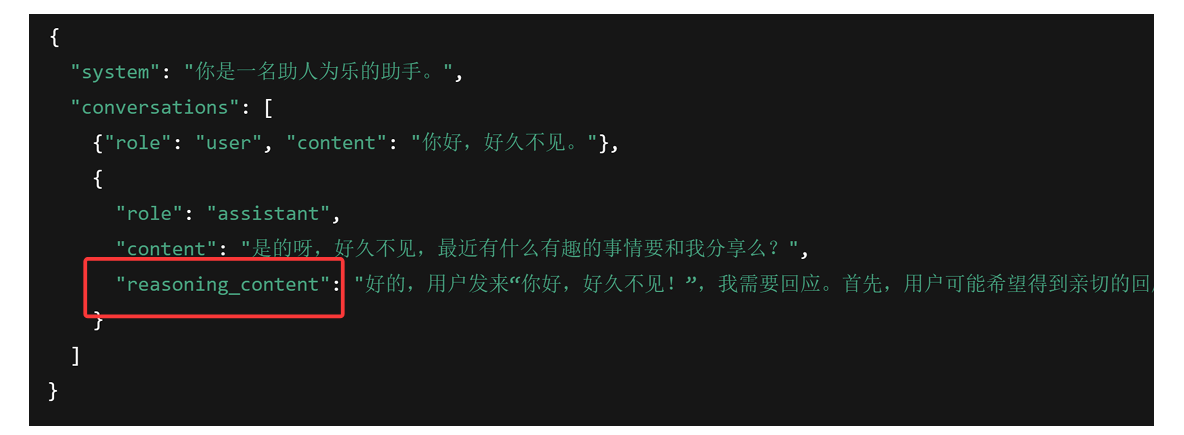 {
"system": "你是一名助人为乐的助手。",
"conversations": [
{"role": "user", "content": "你好，好久不见。"},
{
"role": "assistant",
"content": "是的呀，好久不见，最近有什么有趣的事情要和我分享么？",
"reasoning_content": "好的，用户发来“你好，好久不见！”，我需要回应。首先，用户可能希望得到亲切的回
}
]
}